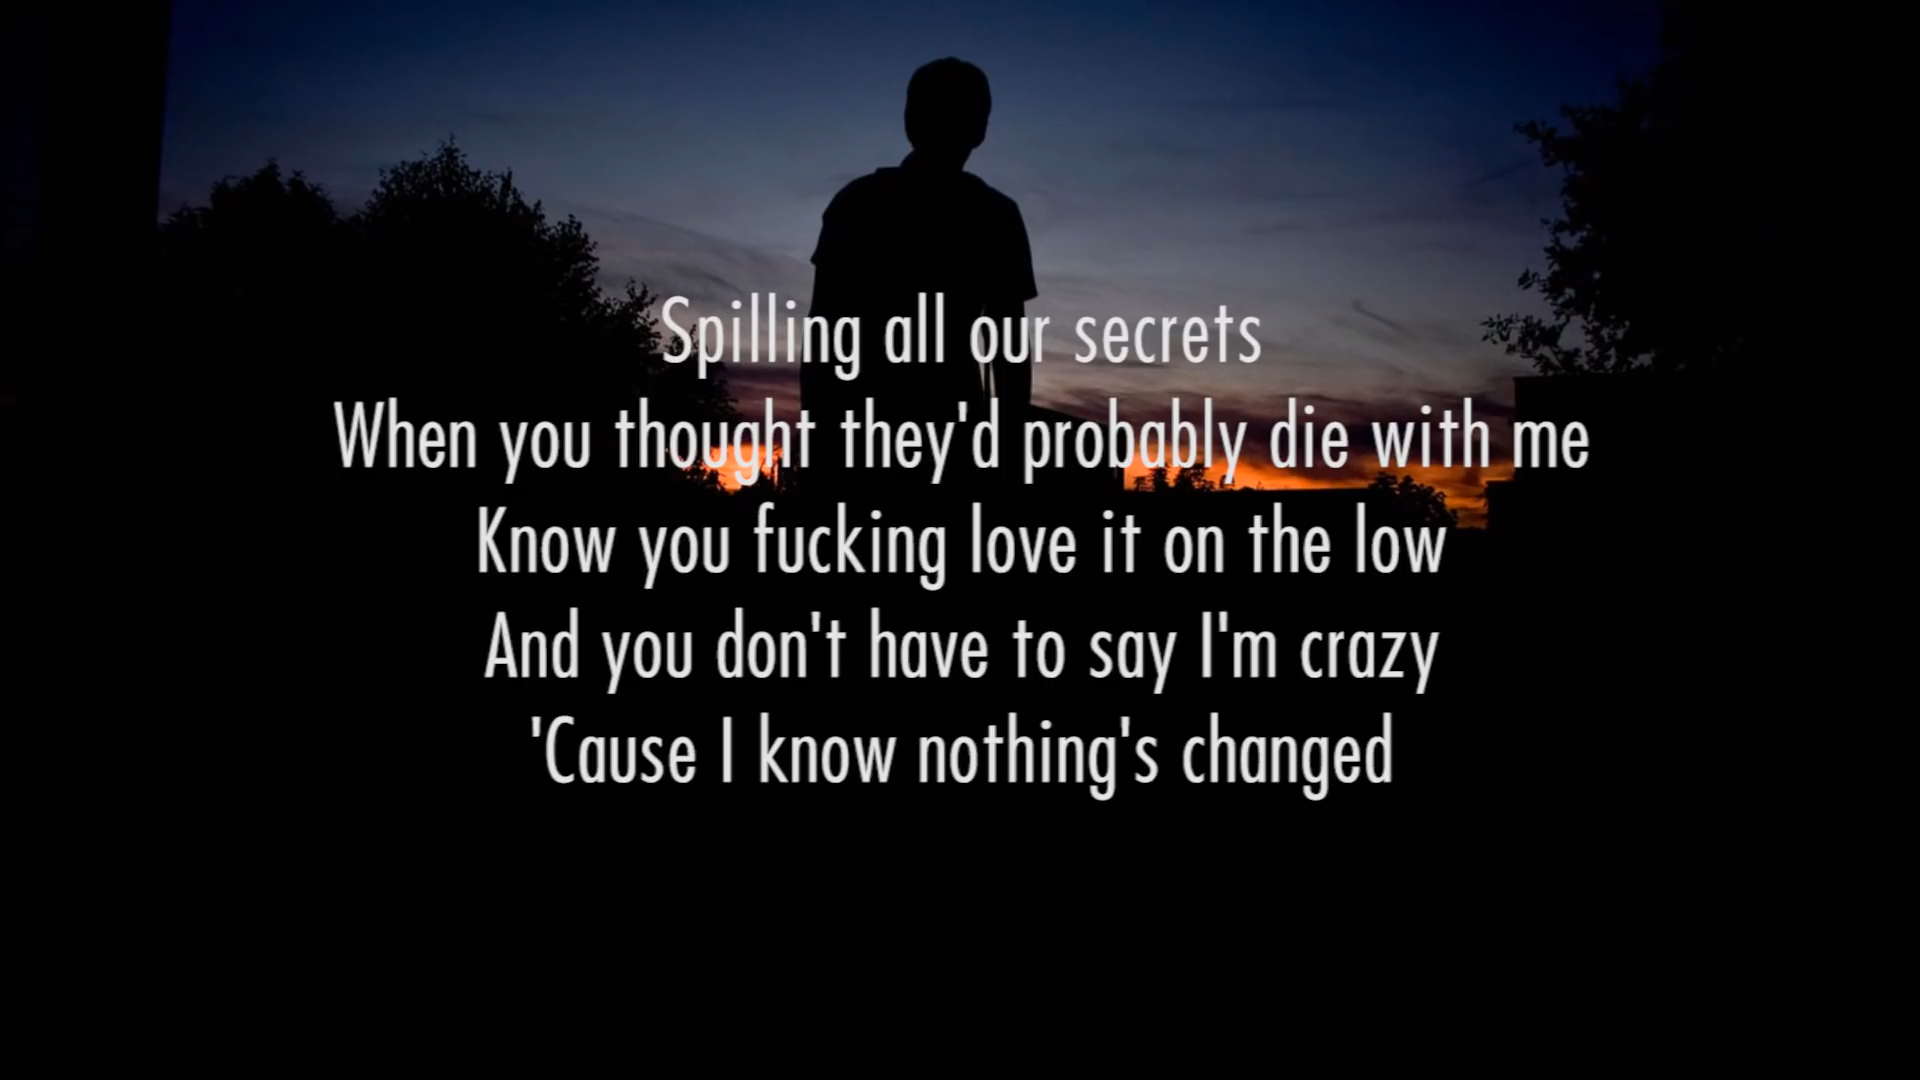 Spilling all our secrets
When you thought they'd probably die with me
Know you fucking love it on the low
And you don't have to say I'm crazy
'Cause I know nothing's changed